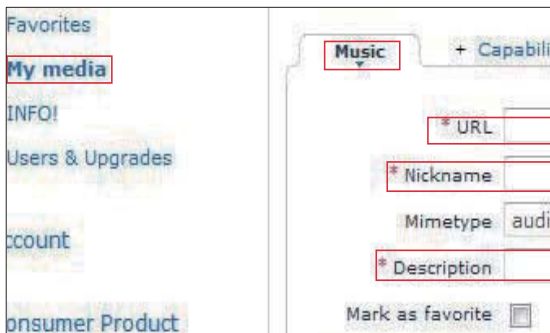 Favorites
My media
INFO!
Users & Upgrades
ccount
onsumer Product
Music
+ Capabili
* URL
* Nickname
Mimetype audi
* Description
Mark as favorite